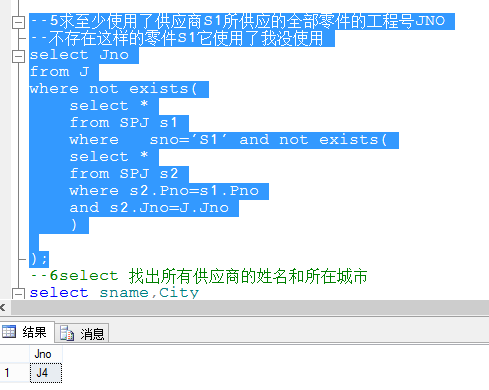 --5求至少使用了供应商S1所供应的全部零件的工程号JNO
--不存在这样的零件S1它使用了我没使用
select Jno
from J
where not exists(
select *
from SPJ s1
where sno='S1' and not exists(
select *
from SPJ s2
where s2.Pno=s1.Pno
and s2.Jno=J.Jno
)
);
--6select 找出所有供应商的姓名和所在城市
select sname,City
结果 消息
Jno
1 J4